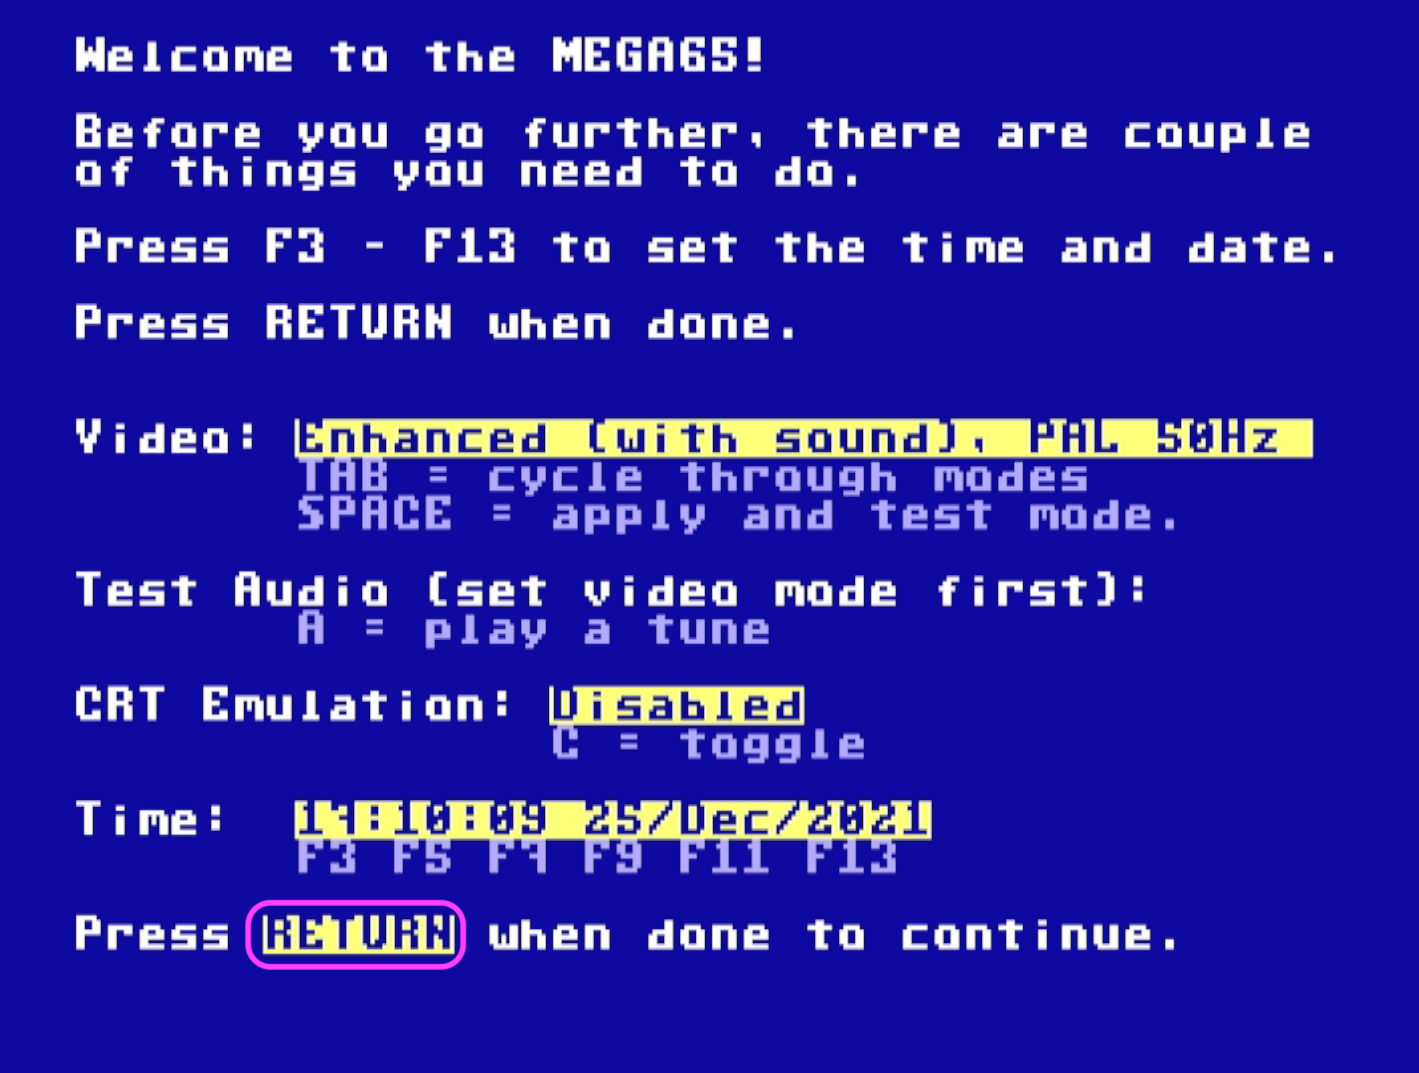 Welcome to the MEGA65!
Before you go further, there are couple
of things you need to do.
Press F3 - F13 to set the time and date.
Press RETURN when done.
Video: Enhanced (with sound), PAL 50Hz
TAB = cycle through modes
SPACE = apply and test mode.
Test Audio (set video mode first):
A = play a tune
CRT Emulation: Disabled
C = toggle
Time: 14:10:09 25/Dec/2021
F3 F5 F7 F9 F11 F13
Press RETURN when done to continue.